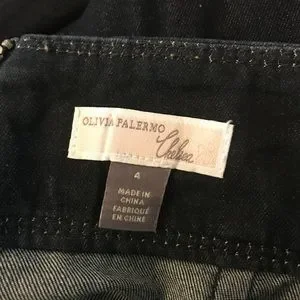 OLIVIA PALERMO
Chelsea
4
MADE IN
CHINA
FABRIQUÉ
EN CHINE